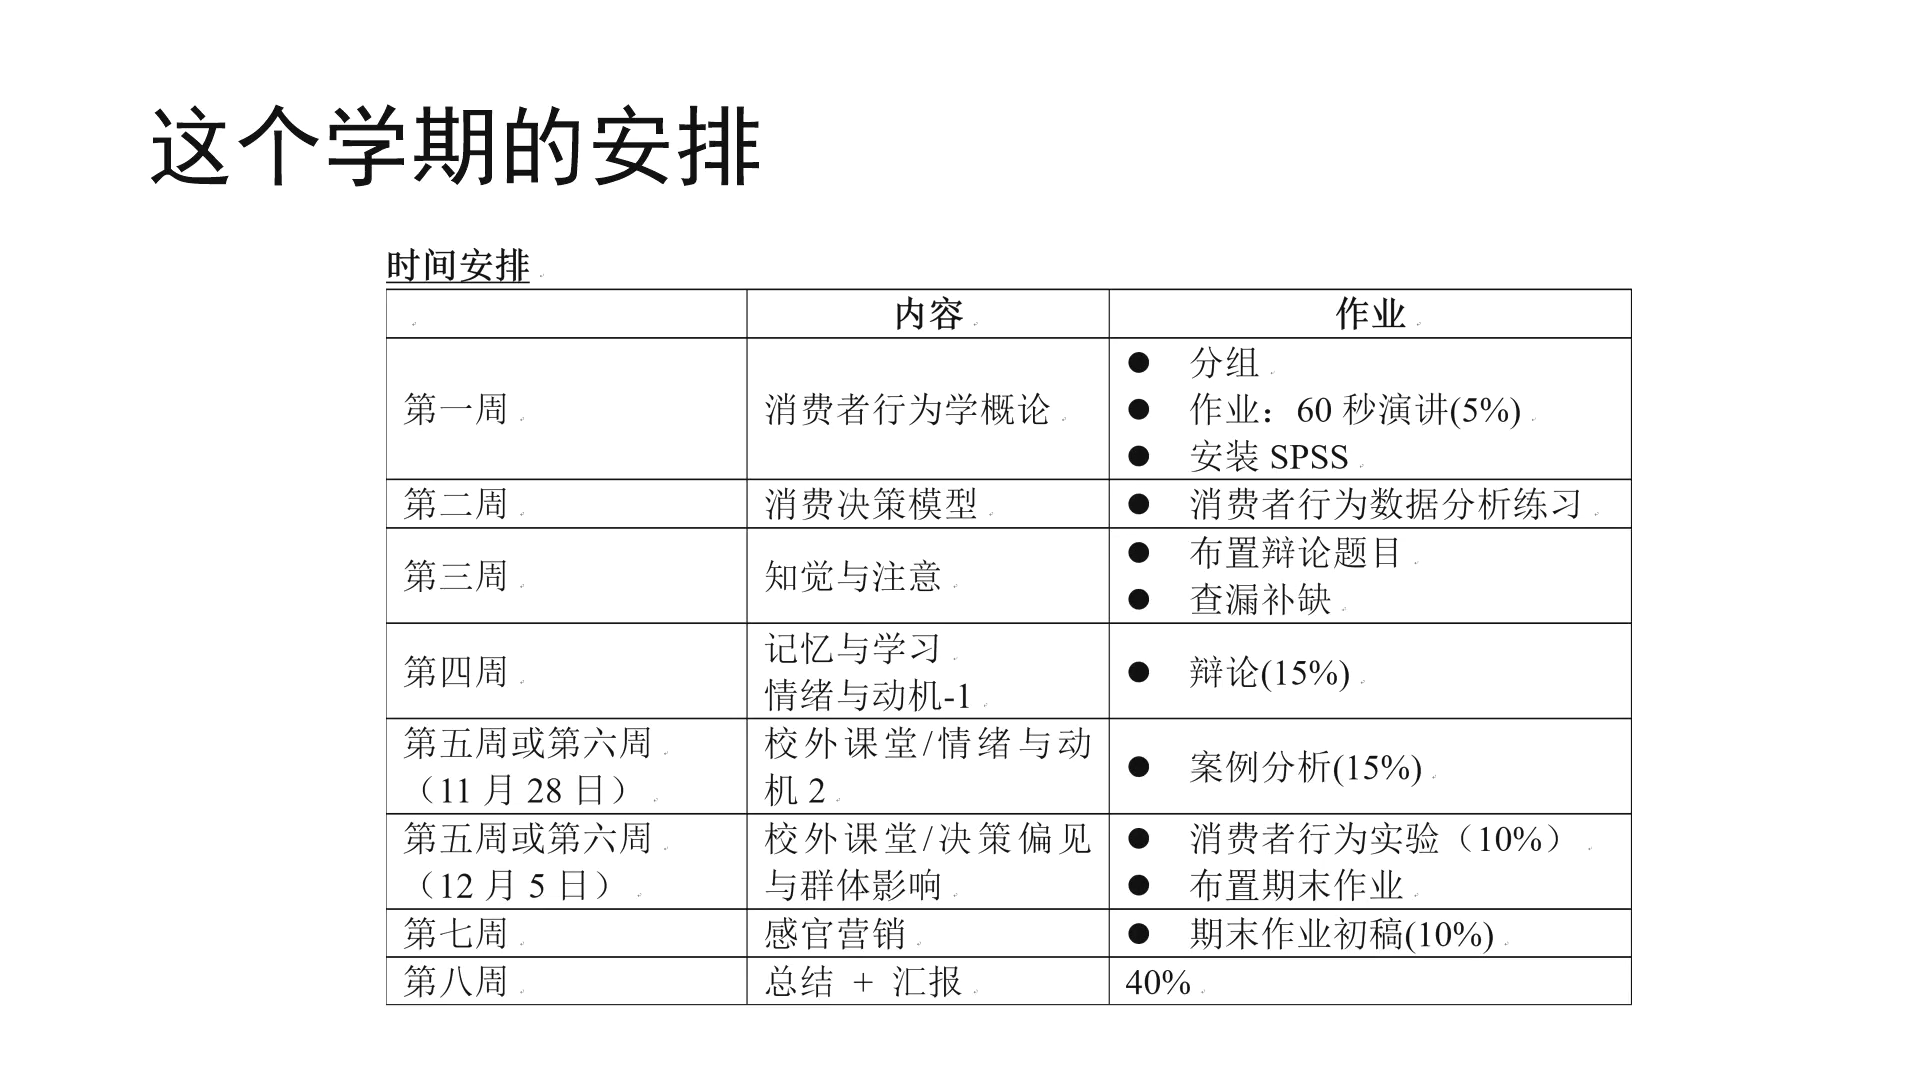 这个学期的安排
时间安排
内容 作业
第一周 消费者行为学概论 ● 分组
● 作业：60 秒演讲(5%)
● 安装 SPSS
第二周 消费决策模型 ● 消费者行为数据分析练习
第三周 知觉与注意 ● 布置辩论题目
● 查漏补缺
第四周 记忆与学习
情绪与动机-1 ● 辩论(15%)
第五周或第六周
（11 月 28 日） 校外课堂/情绪与动
机 2 ● 案例分析(15%)
第五周或第六周
（12 月 5 日） 校外课堂/决策偏见
与群体影响 ● 消费者行为实验（10%）
● 布置期末作业
第七周 感官营销 ● 期末作业初稿(10%)
第八周 总结 + 汇报 40%